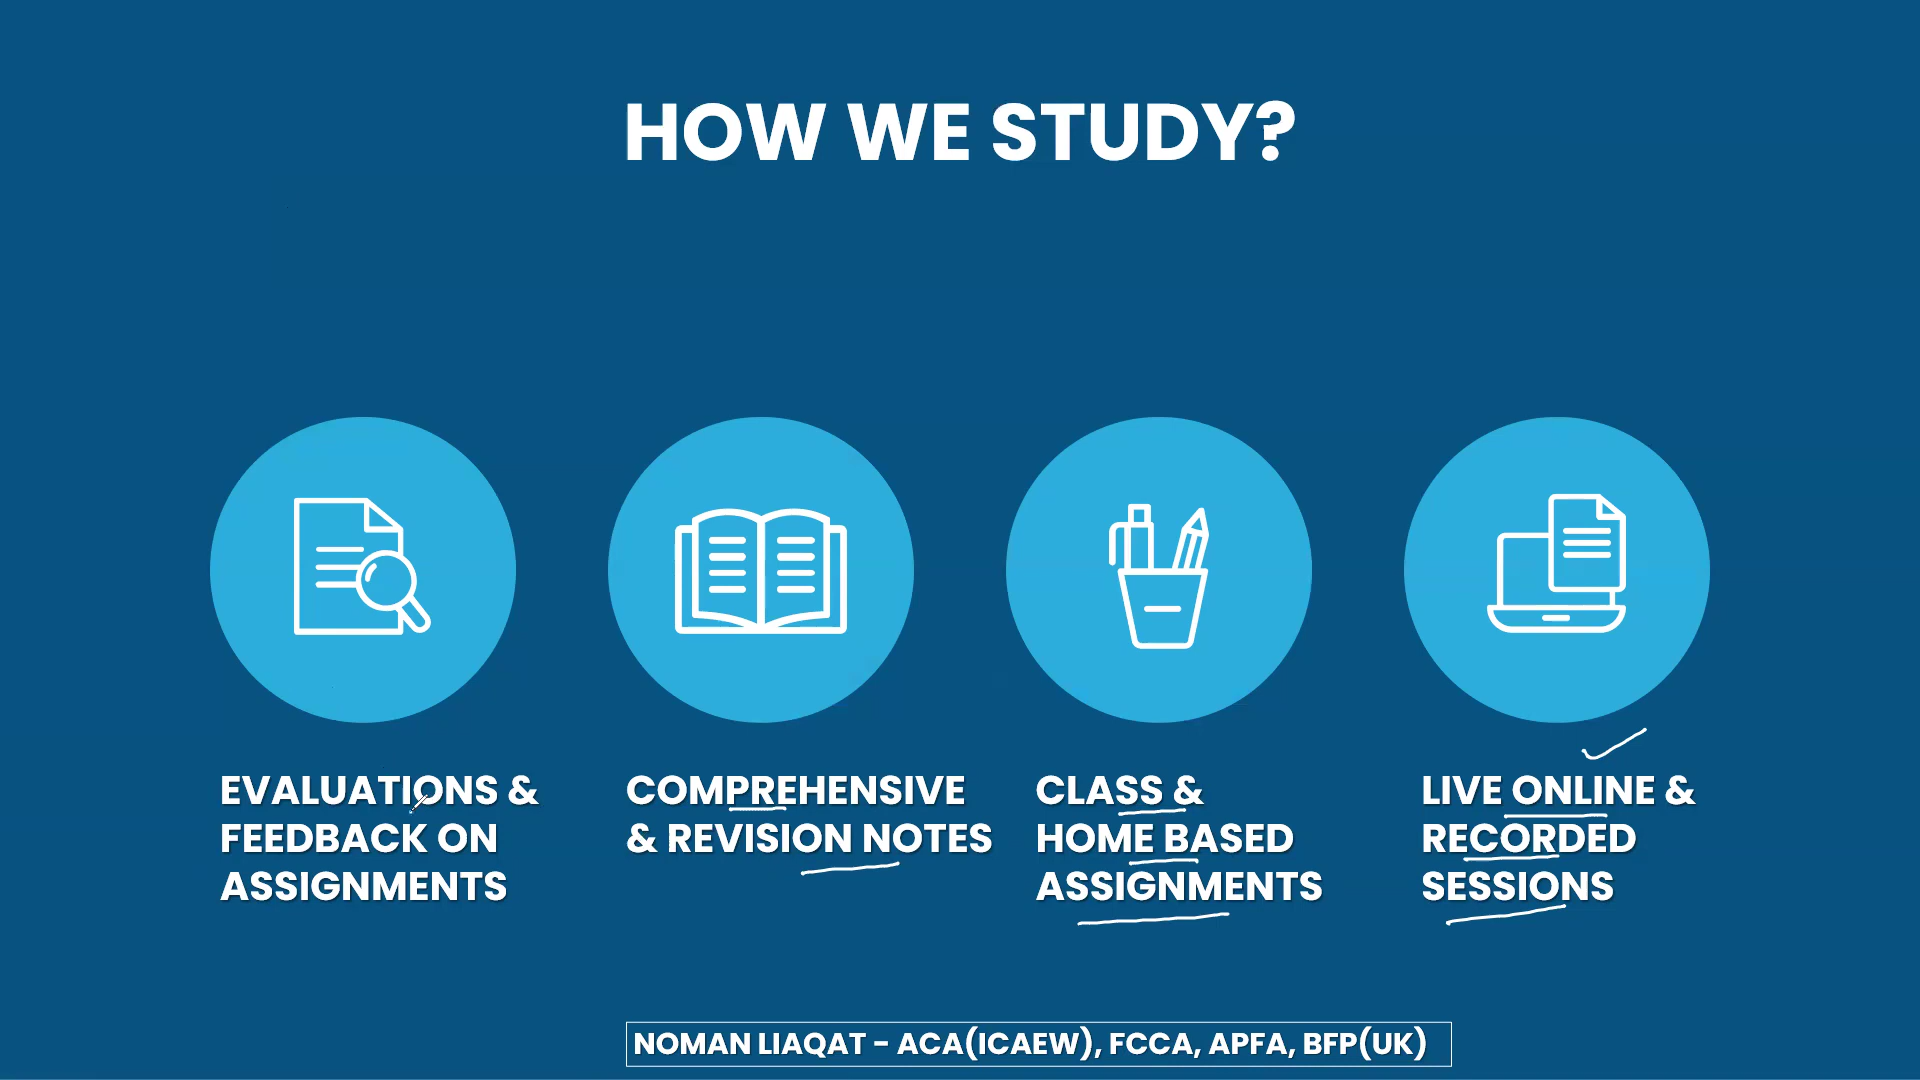 HOW WE STUDY?
EVALUATIONS &
FEEDBACK ON
ASSIGNMENTS
COMPREHENSIVE
& REVISION NOTES
CLASS &
HOME BASED
ASSIGNMENTS
LIVE ONLINE &
RECORDED
SESSIONS
NOMAN LIAQAT - ACA(ICAEW), FCCA, APFA, BFP(UK)